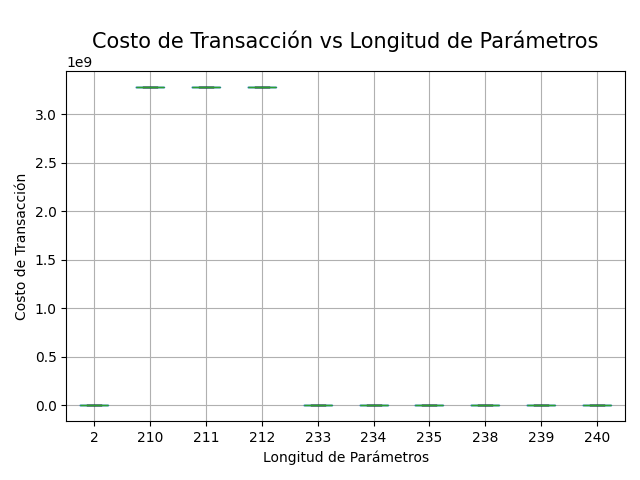 Costo de Transacción vs Longitud de Parámetros
1e9
3.0
2.5
2.0
1.5
1.0
0.5
0.0
Costo de Transacción
2 210 211 212 233 234 235 238 239 240
Longitud de Parámetros